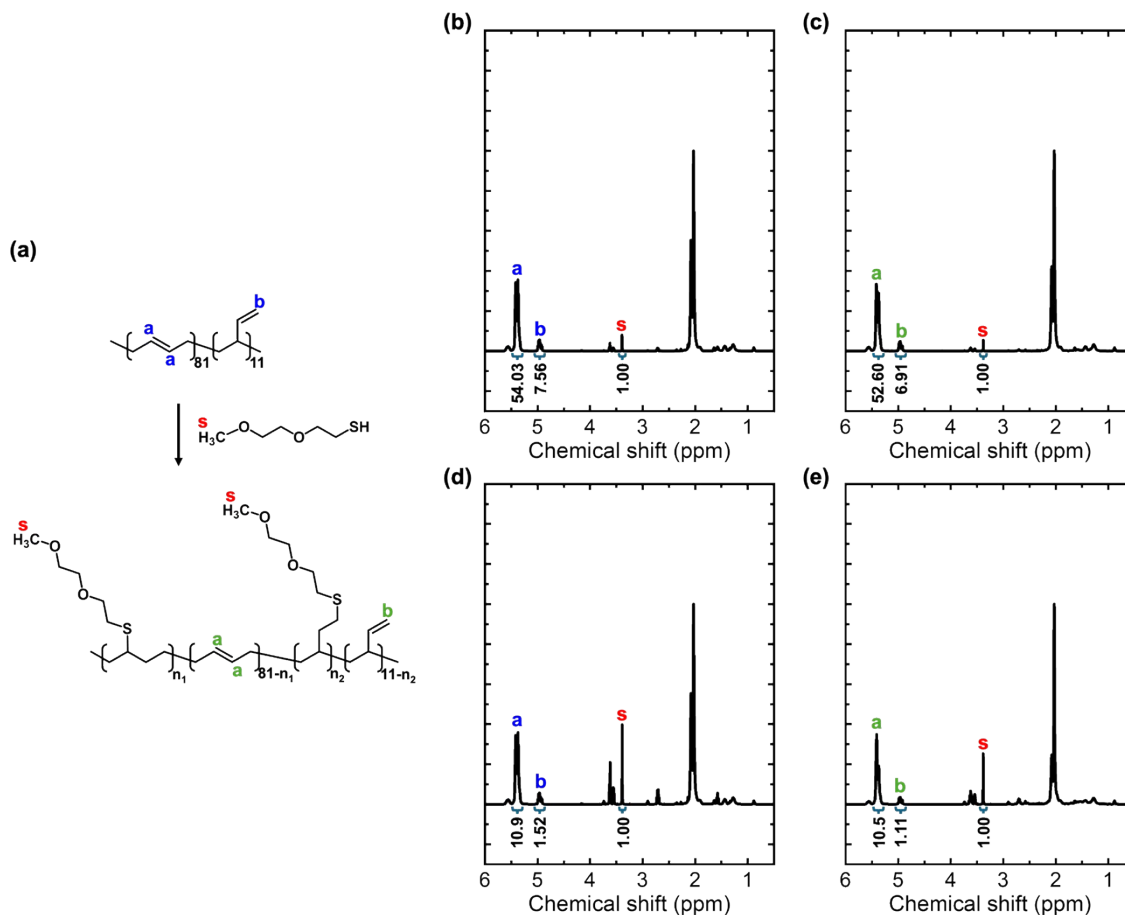 (a)
b
a
a
81
11
s
H₃C
O
O
SH
s
H₃C
O
O
S
s
H₃C
O
O
S
b
a
a
n₁
81-n₁
n₂
11-n₂
(b)
a
b
s
54.03
7.56
1.00
6 5 4 3 2 1
Chemical shift (ppm)
(c)
a
b
s
52.60
6.91
1.00
6 5 4 3 2 1
Chemical shift (ppm)
(d)
a
b
s
10.9
1.52
1.00
6 5 4 3 2 1
Chemical shift (ppm)
(e)
a
b
s
10.5
1.11
1.00
6 5 4 3 2 1
Chemical shift (ppm)